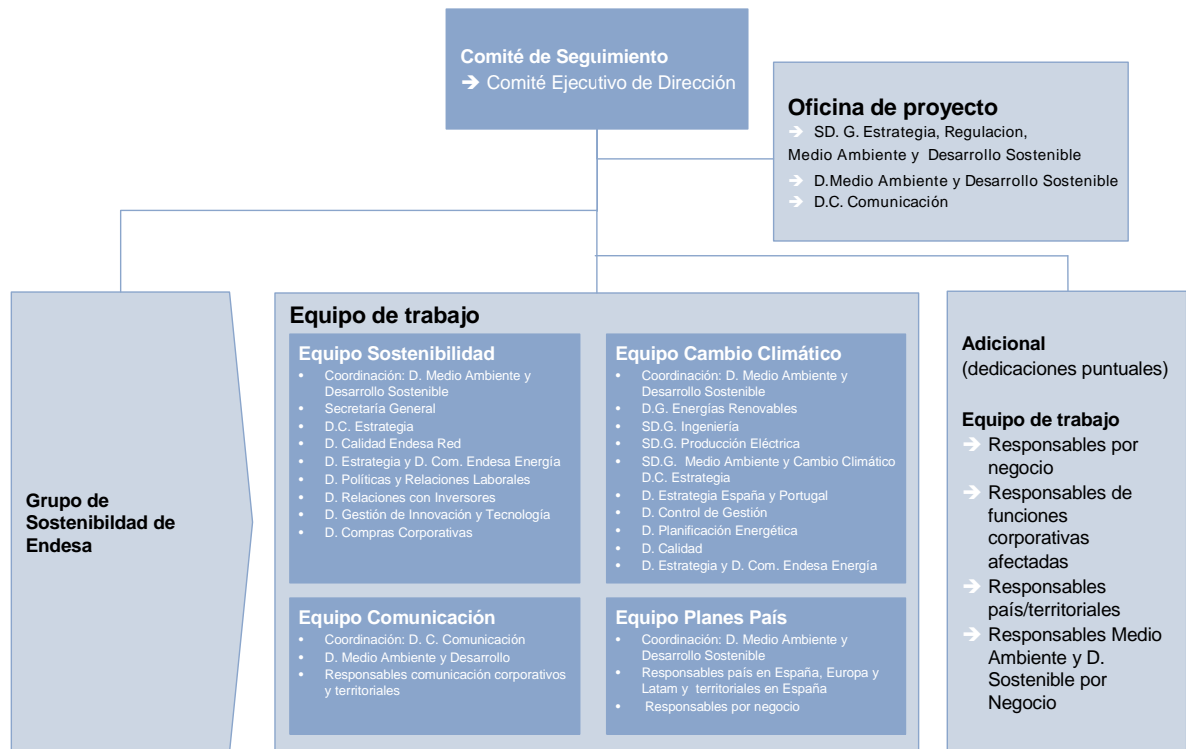 Comité de Seguimiento
➔ Comité Ejecutivo de Dirección
Oficina de proyecto
➔ SD. G. Estrategia, Regulacion,
Medio Ambiente y Desarrollo Sostenible
➔ D.Medio Ambiente y Desarrollo Sostenible
➔ D.C. Comunicación
Grupo de
Sostenibildad de
Endesa
Equipo de trabajo
Equipo Sostenibilidad
• Coordinación: D. Medio Ambiente y
Desarrollo Sostenible
• Secretaría General
• D.C. Estrategia
• D. Calidad Endesa Red
• D. Estrategia y D. Com. Endesa Energía
• D. Políticas y Relaciones Laborales
• D. Relaciones con Inversores
• D. Gestión de Innovación y Tecnología
• D. Compras Corporativas
Equipo Cambio Climático
• Coordinación: D. Medio Ambiente y
Desarrollo Sostenible
• D.G. Energías Renovables
• SD.G. Ingeniería
• SD.G. Producción Eléctrica
• SD.G. Medio Ambiente y Cambio Climático
D.C. Estrategia
• D. Estrategia España y Portugal
• D. Control de Gestión
• D. Planificación Energética
• D. Calidad
• D. Estrategia y D. Com. Endesa Energía
Equipo Comunicación
• Coordinación: D. C. Comunicación
• D. Medio Ambiente y Desarrollo
• Responsables comunicación corporativos
y territoriales
Equipo Planes País
• Coordinación: D. Medio Ambiente y
Desarrollo Sostenible
• Responsables país en España, Europa y
Latam y territoriales en España
• Responsables por negocio
Adicional
(dedicaciones puntuales)
Equipo de trabajo
➔ Responsables por
negocio
➔ Responsables de
funciones
corporativas
afectadas
➔ Responsables
país/territoriales
➔ Responsables Medio
Ambiente y D.
Sostenible por
Negocio